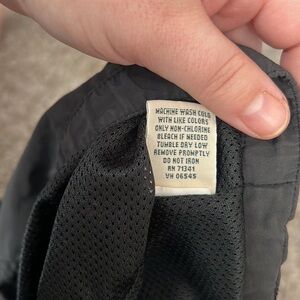 MACHINE WASH COLD
WITH LIKE COLORS
ONLY NON-CHLORINE
BLEACH IF NEEDED
TUMBLE DRY LOW
REMOVE PROMPTLY
DO NOT IRON
RN 71341
VN 06545